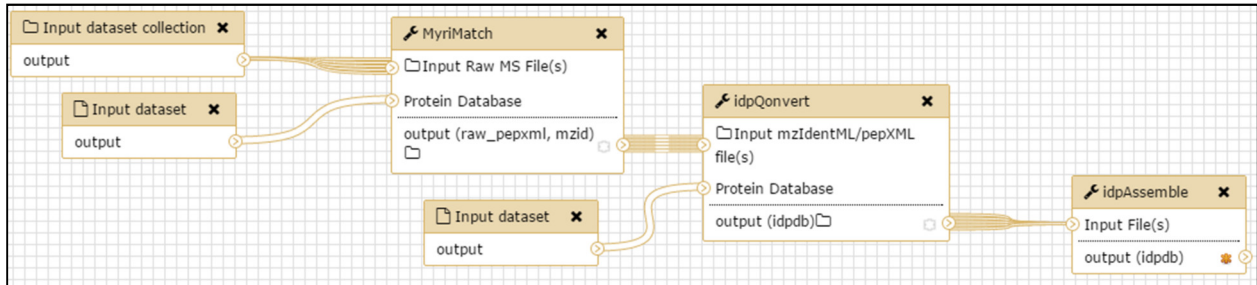 Input dataset collection
output
Input dataset
output
MyriMatch
Input Raw MS File(s)
Protein Database
output (raw_pepxml, mzid)
Input dataset
output
idpQonvert
Input mzIdentML/pepXML
file(s)
Protein Database
output (idpdb)
idpAssemble
Input File(s)
output (idpdb)